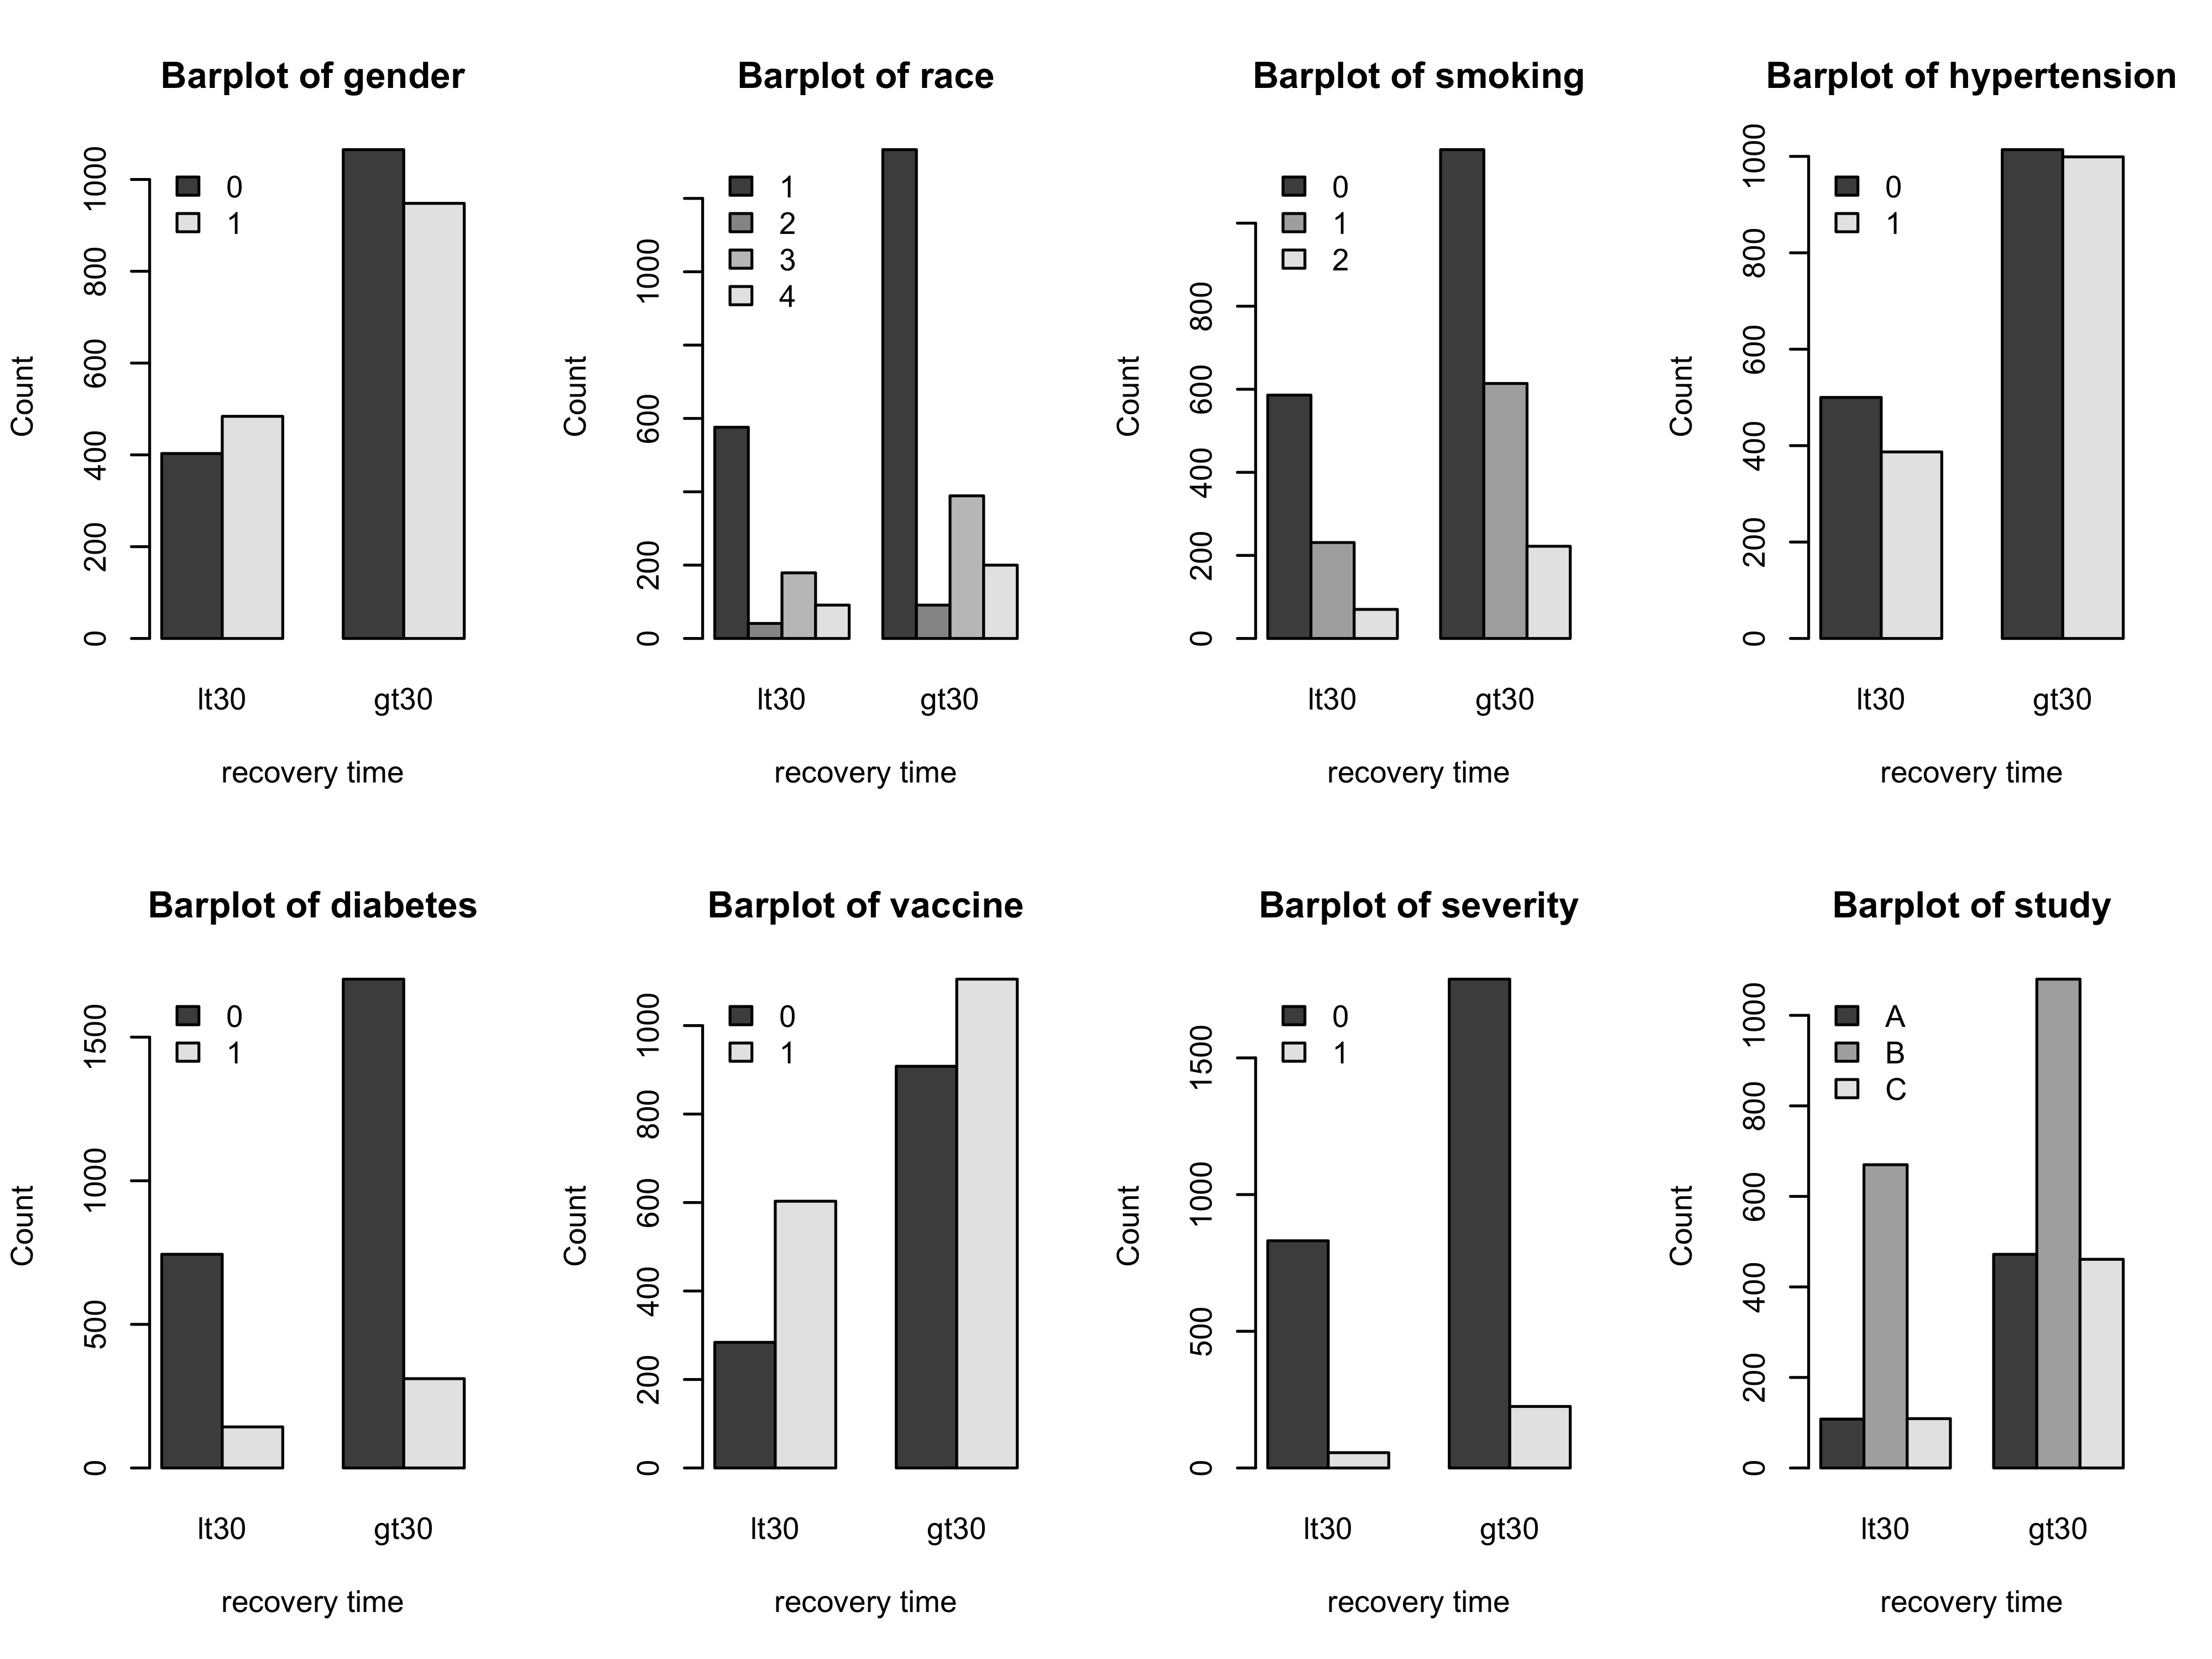 Barplot of gender
Count
0
200
400
600
800
1000
0
1
lt30
gt30
recovery time
Barplot of race
Count
0
200
600
1000
1
2
3
4
lt30
gt30
recovery time
Barplot of smoking
Count
0
200
400
600
800
0
1
2
lt30
gt30
recovery time
Barplot of hypertension
Count
0
200
400
600
800
1000
0
1
lt30
gt30
recovery time
Barplot of diabetes
Count
0
500
1000
1500
0
1
lt30
gt30
recovery time
Barplot of vaccine
Count
0
200
400
600
800
1000
0
1
lt30
gt30
recovery time
Barplot of severity
Count
0
500
1000
1500
0
1
lt30
gt30
recovery time
Barplot of study
Count
0
200
400
600
800
1000
A
B
C
lt30
gt30
recovery time